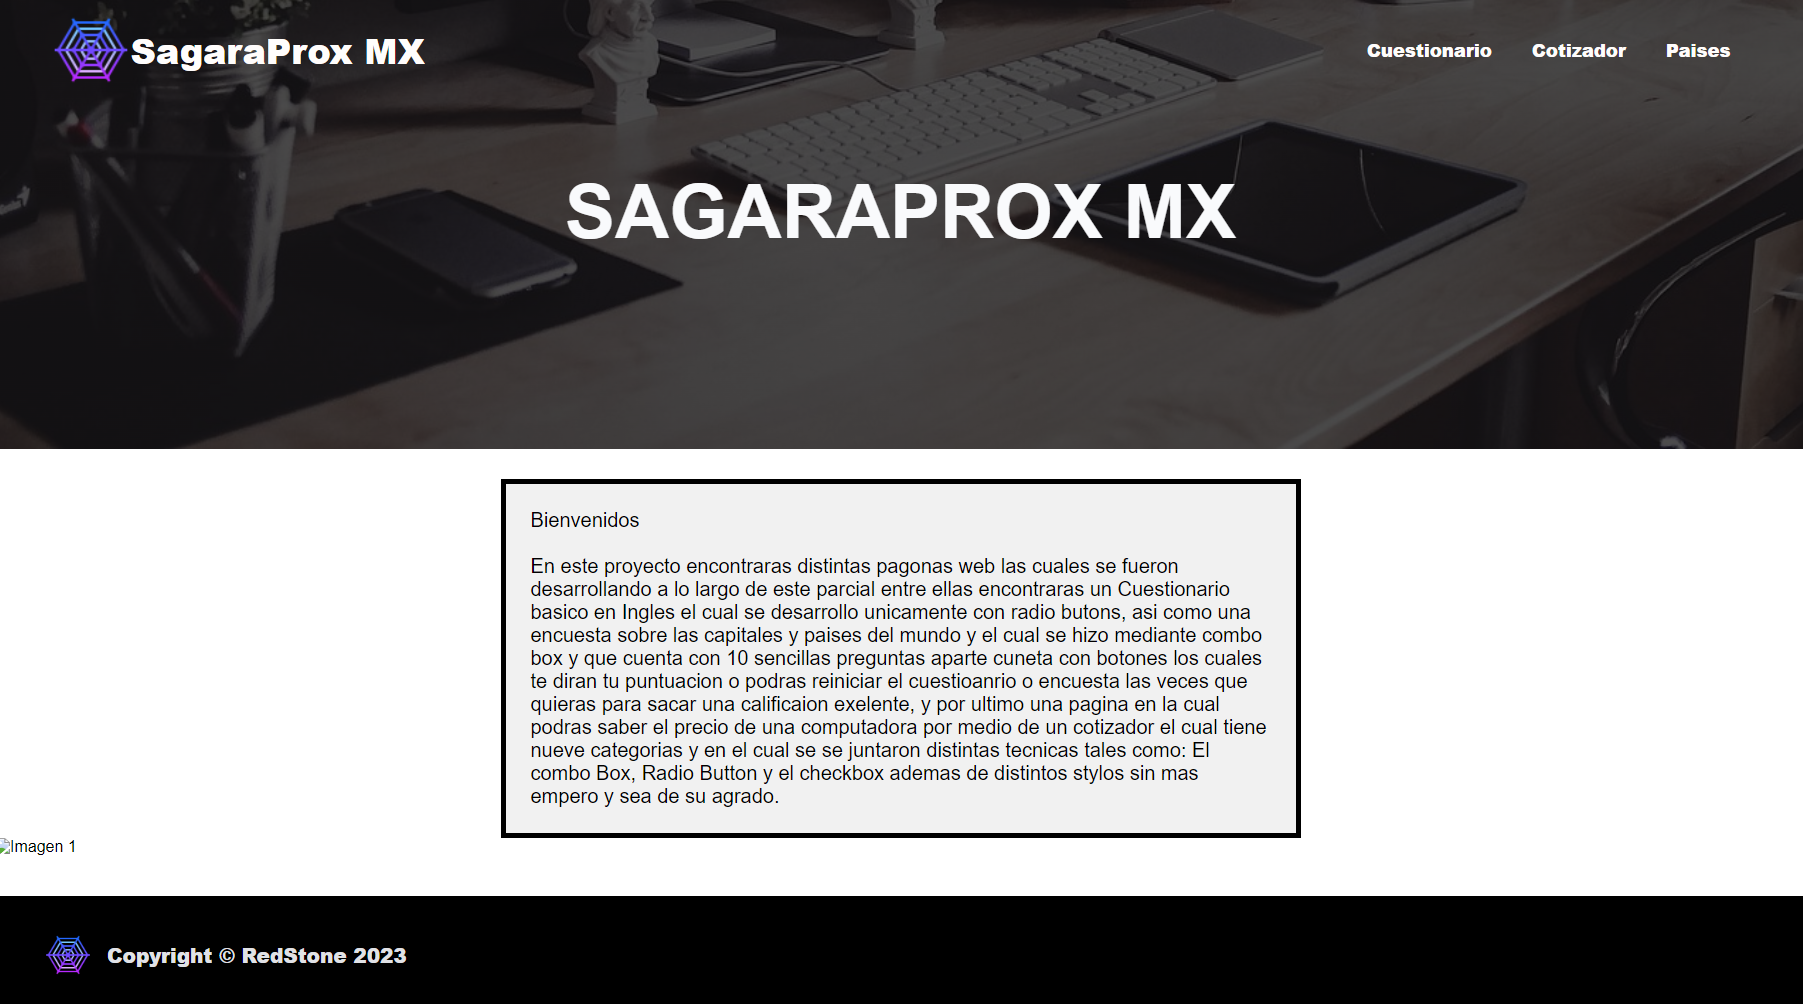 SagaraProx MX
Cuestionario
Cotizador
Paises
SAGARAPROX MX
Bienvenidos
En este proyecto encontraras distintas pagonas web las cuales se fueron
desarrollando a lo largo de este parcial entre ellas encontraras un Cuestionario
basico en Ingles el cual se desarrollo unicamente con radio butons, asi como una
encuesta sobre las capitales y paises del mundo y el cual se hizo mediante combo
box y que cuenta con 10 sencillas preguntas aparte cuneta con botones los cuales
te diran tu puntuacion o podras reiniciar el cuestioanrio o encuesta las veces que
quieras para sacar una calificaion exelente, y por ultimo una pagina en la cual
podras saber el precio de una computadora por medio de un cotizador el cual tiene
nueve categorias y en el cual se se juntaron distintas tecnicas tales como: El
combo Box, Radio Button y el checkbox ademas de distintos stylos sin mas
empero y sea de su agrado.
Imagen 1
Copyright © RedStone 2023